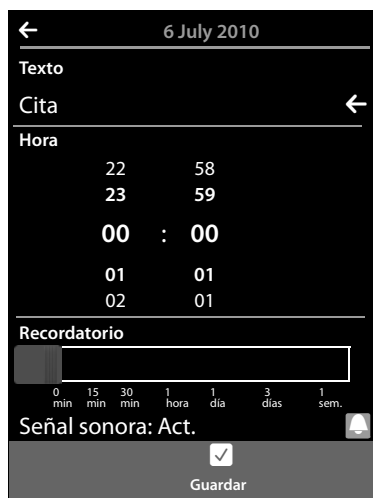 6 July 2010
Texto
Cita
Hora
22 58
23 59
00 : 00
01 01
02 01
Recordatorio
0 min 15 min 30 min 1 hora 1 día 3 días 1 sem.
Señal sonora: Act.
Guardar